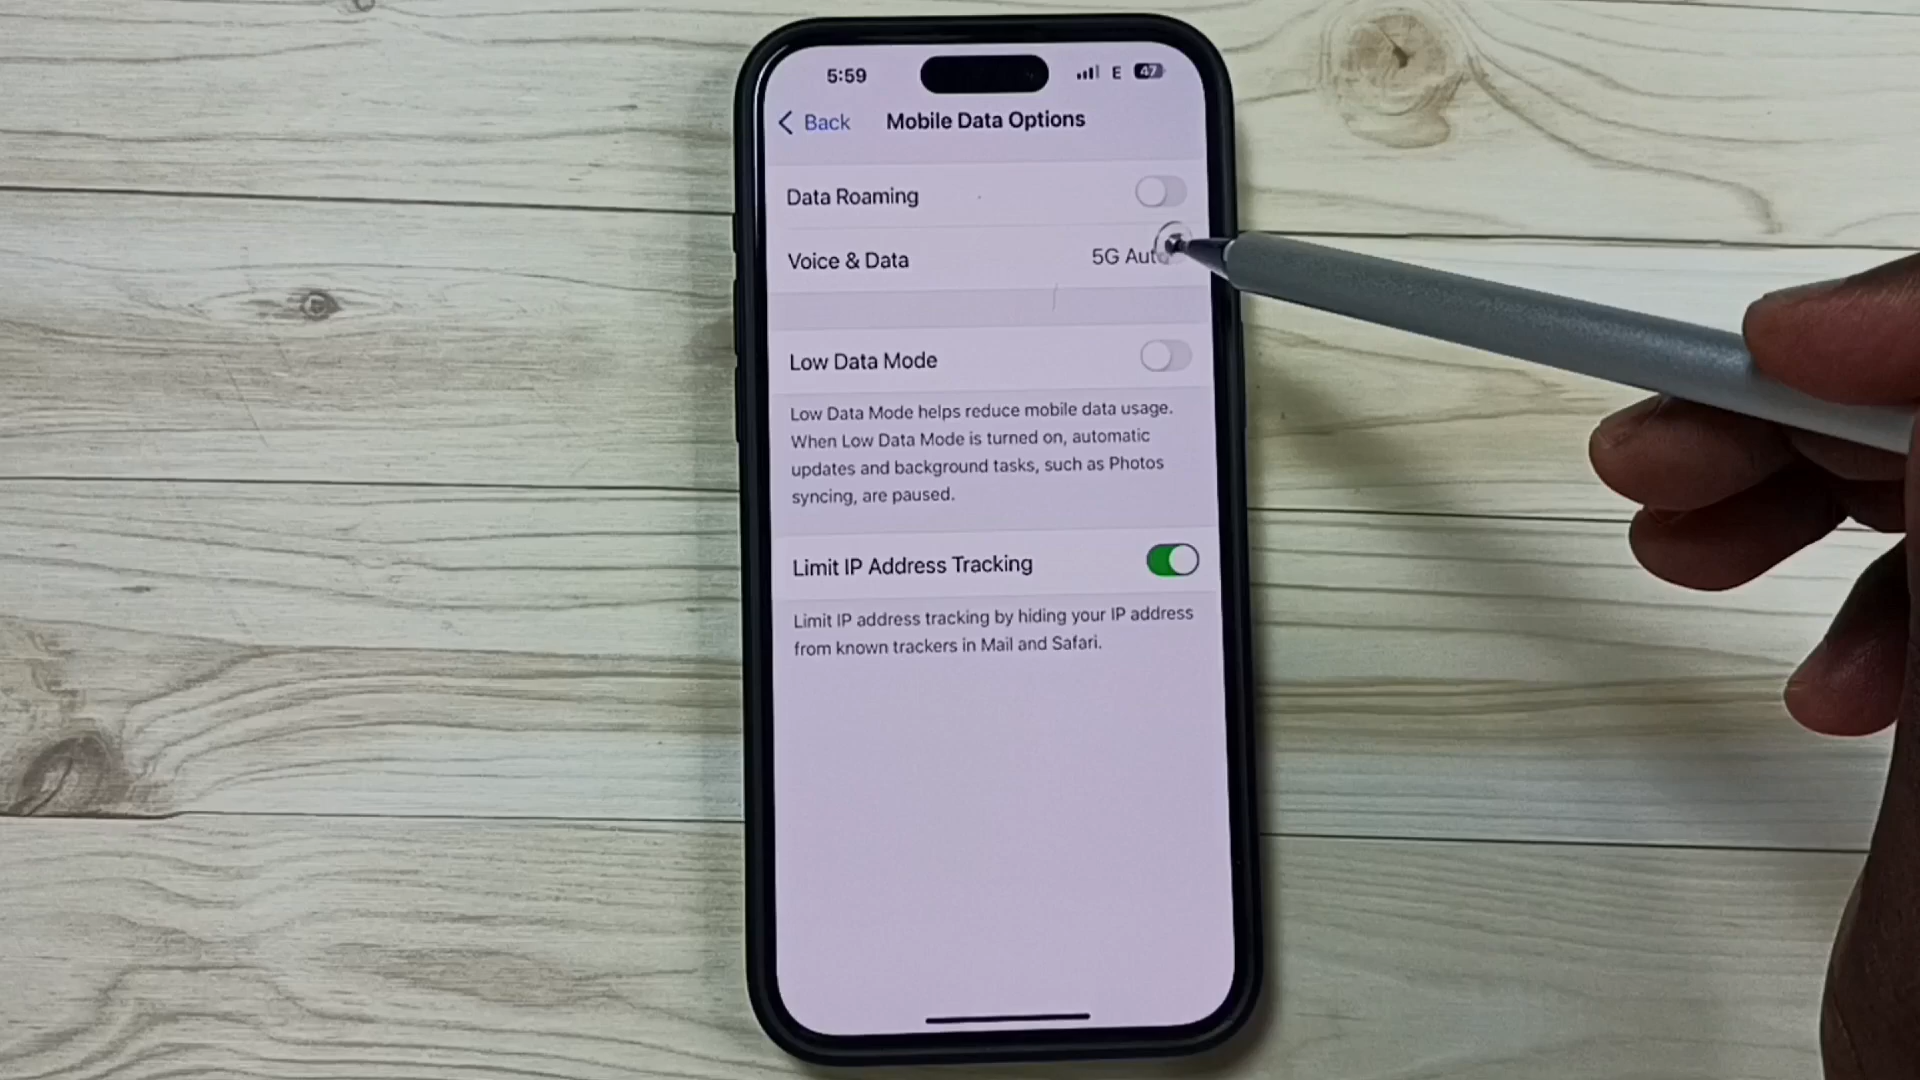 5:59
E 47
Back Mobile Data Options
Data Roaming
Voice & Data 5G Auto
Low Data Mode
Low Data Mode helps reduce mobile data usage.
When Low Data Mode is turned on, automatic
updates and background tasks, such as Photos
syncing, are paused.
Limit IP Address Tracking
Limit IP address tracking by hiding your IP address
from known trackers in Mail and Safari.